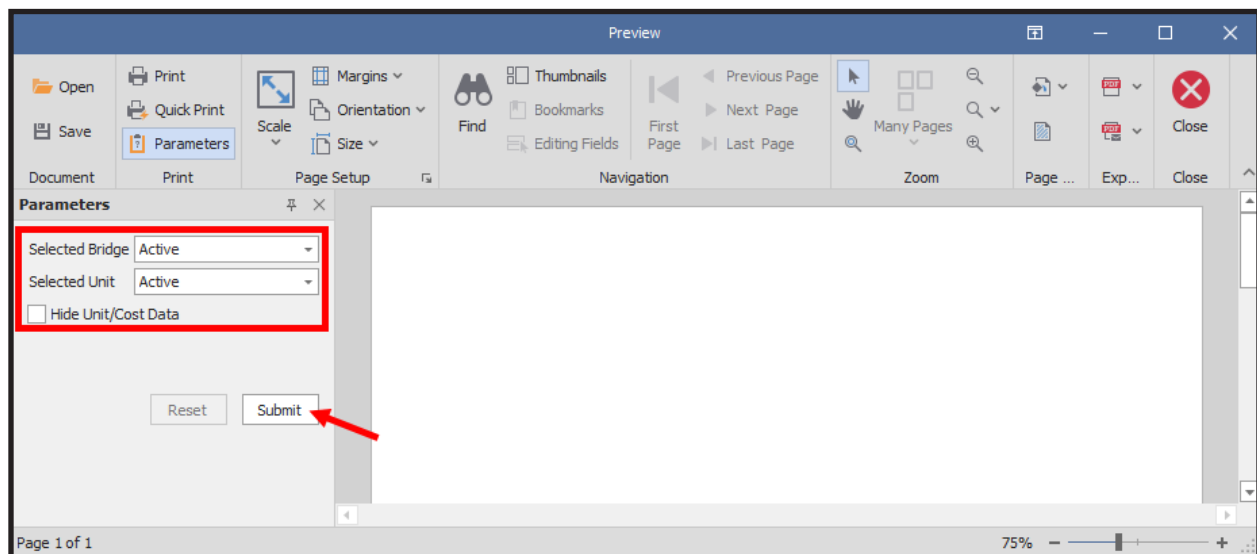 Preview
Open
Save
Document
Print
Quick Print
Parameters
Print
Scale
Margins
Orientation
Size
Page Setup
Find
Thumbnails
Bookmarks
Editing Fields
First
Page
Previous Page
Next Page
Last Page
Navigation
Many Pages
Zoom
Page ...
PDF
PDF
Exp...
Close
Close
Parameters
Selected Bridge Active
Selected Unit Active
Hide Unit/Cost Data
Reset Submit
Page 1 of 1
75%